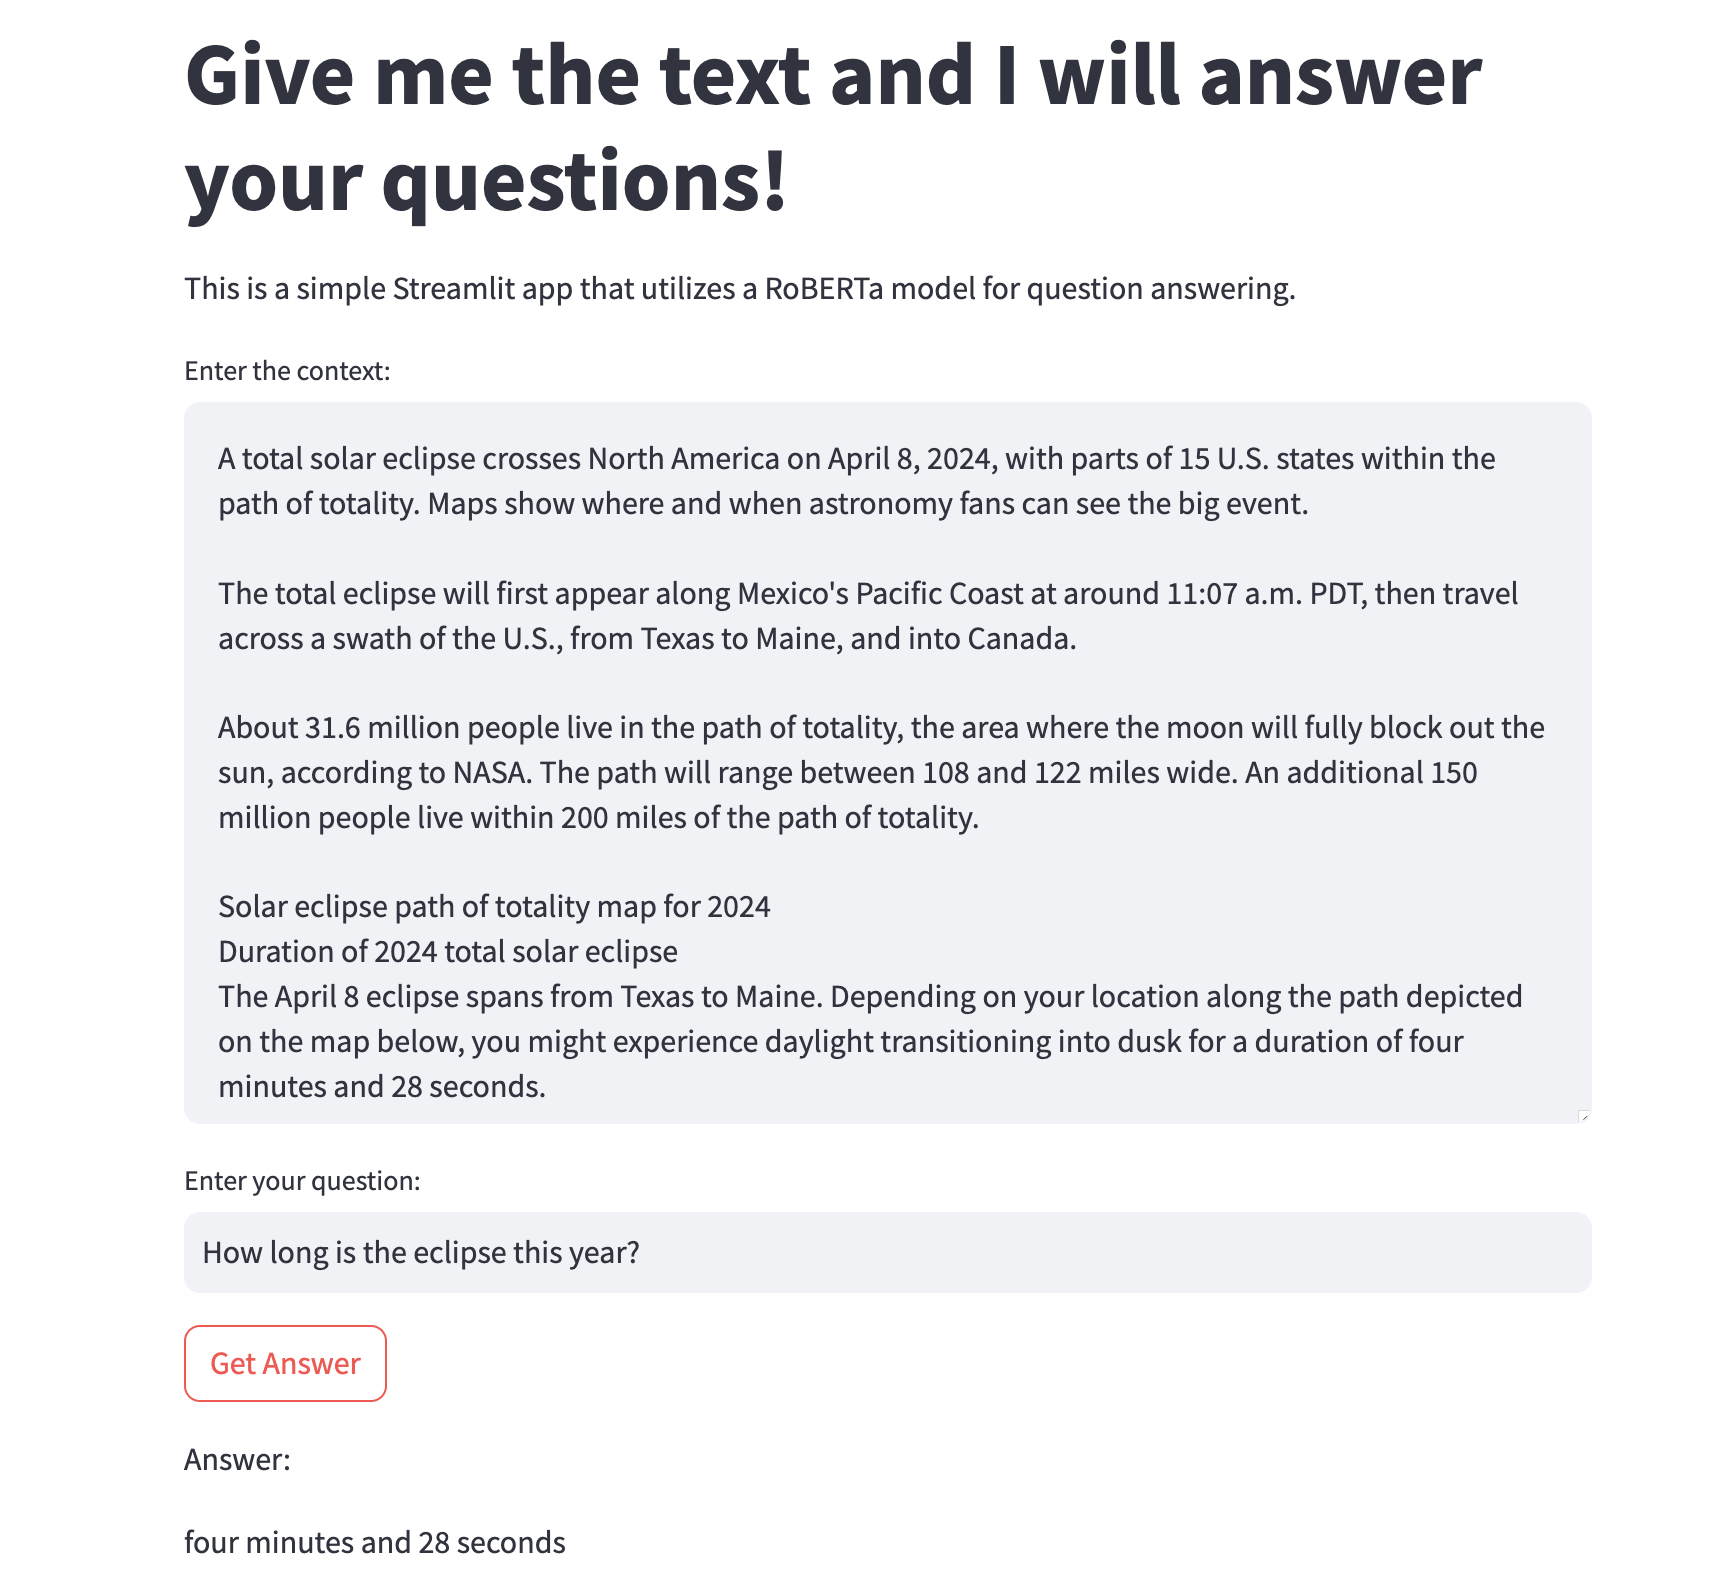 Give me the text and I will answer
your questions!
This is a simple Streamlit app that utilizes a RoBERTa model for question answering.
Enter the context:
A total solar eclipse crosses North America on April 8, 2024, with parts of 15 U.S. states within the
path of totality. Maps show where and when astronomy fans can see the big event.
The total eclipse will first appear along Mexico's Pacific Coast at around 11:07 a.m. PDT, then travel
across a swath of the U.S., from Texas to Maine, and into Canada.
About 31.6 million people live in the path of totality, the area where the moon will fully block out the
sun, according to NASA. The path will range between 108 and 122 miles wide. An additional 150
million people live within 200 miles of the path of totality.
Solar eclipse path of totality map for 2024
Duration of 2024 total solar eclipse
The April 8 eclipse spans from Texas to Maine. Depending on your location along the path depicted
on the map below, you might experience daylight transitioning into dusk for a duration of four
minutes and 28 seconds.
Enter your question:
How long is the eclipse this year?
Get Answer
Answer:
four minutes and 28 seconds